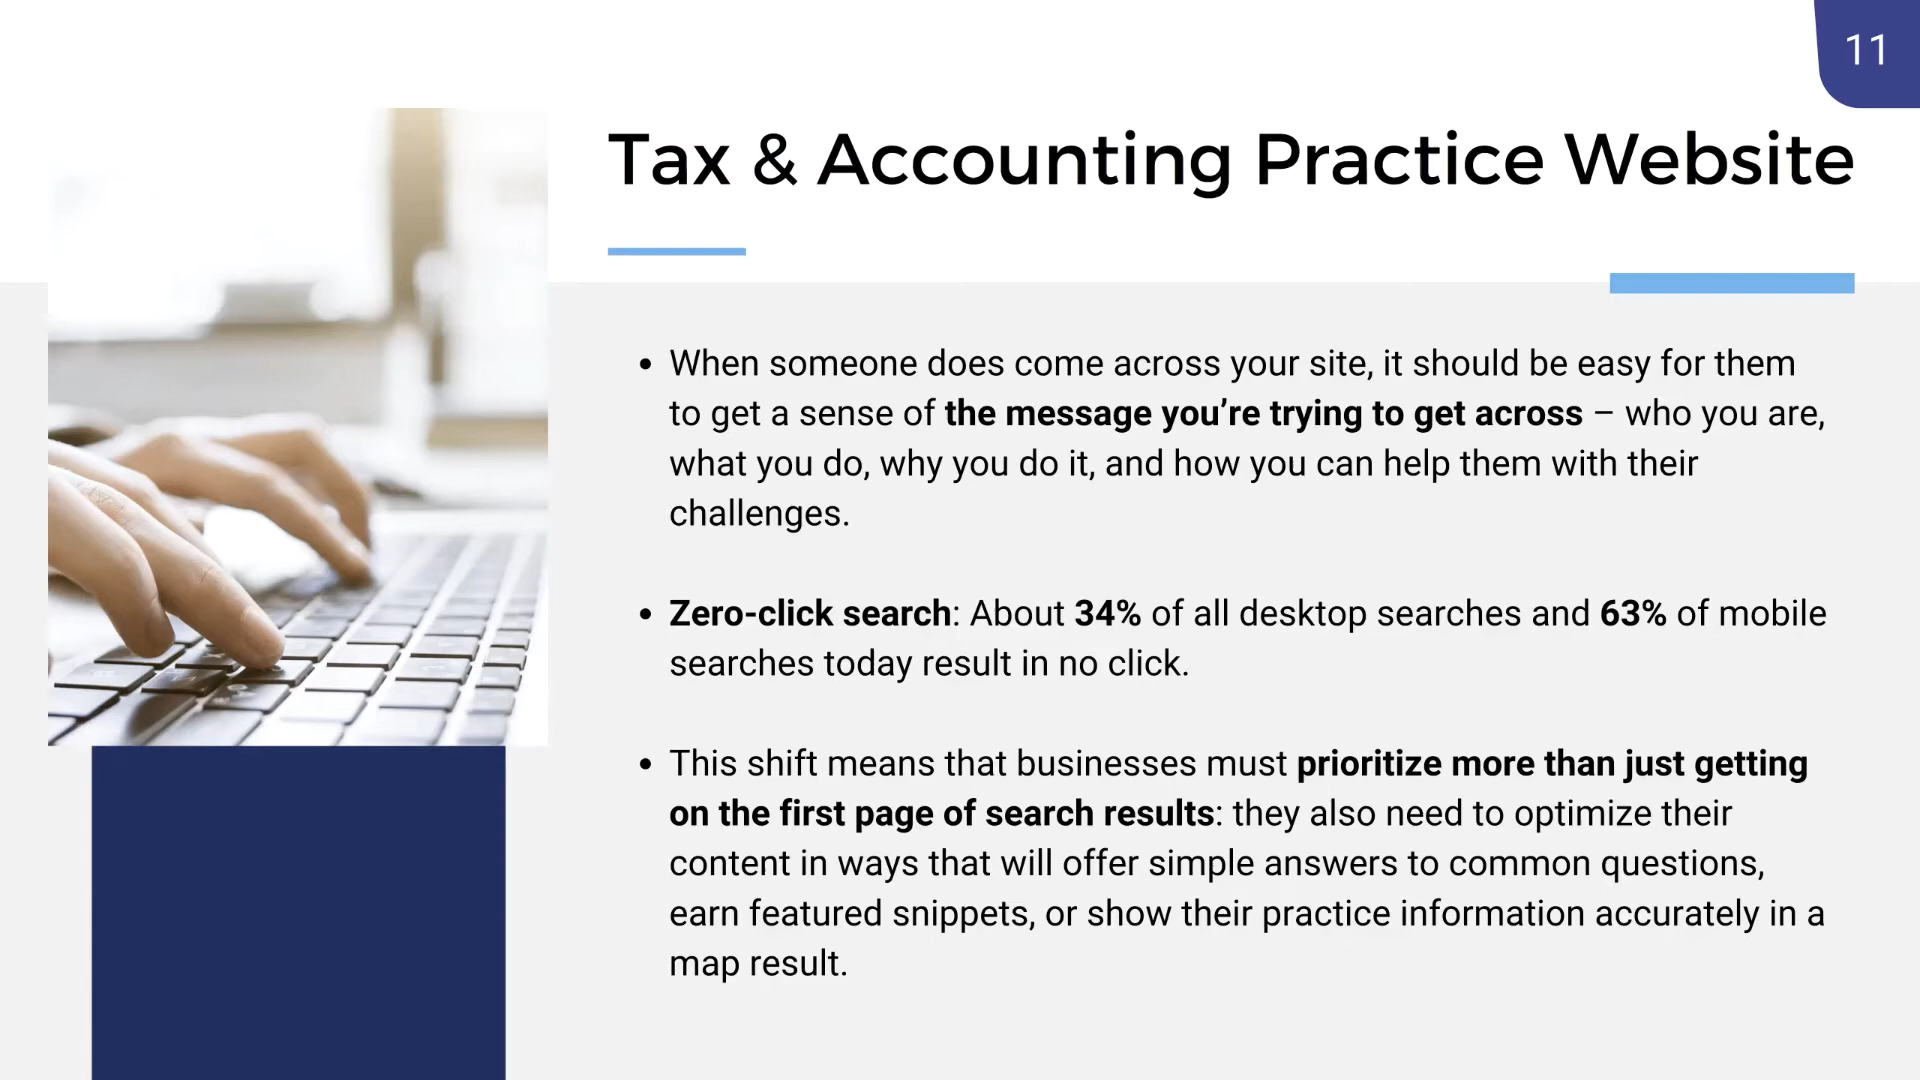 11
Tax & Accounting Practice Website
• When someone does come across your site, it should be easy for them
to get a sense of the message you’re trying to get across – who you are,
what you do, why you do it, and how you can help them with their
challenges.
• Zero-click search: About 34% of all desktop searches and 63% of mobile
searches today result in no click.
• This shift means that businesses must prioritize more than just getting
on the first page of search results: they also need to optimize their
content in ways that will offer simple answers to common questions,
earn featured snippets, or show their practice information accurately in a
map result.